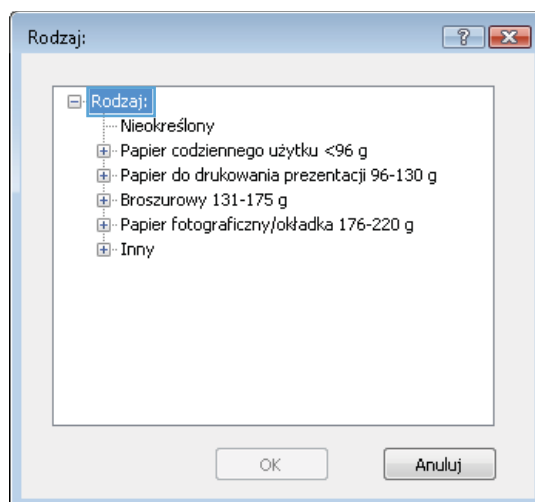 Rodzaj:
Rodzaj:
Nieokreślony
Papier codziennego użytku <96 g
Papier do drukowania prezentacji 96-130 g
Broszurowy 131-175 g
Papier fotograficzny/okładka 176-220 g
Inny
OK
Anuluj